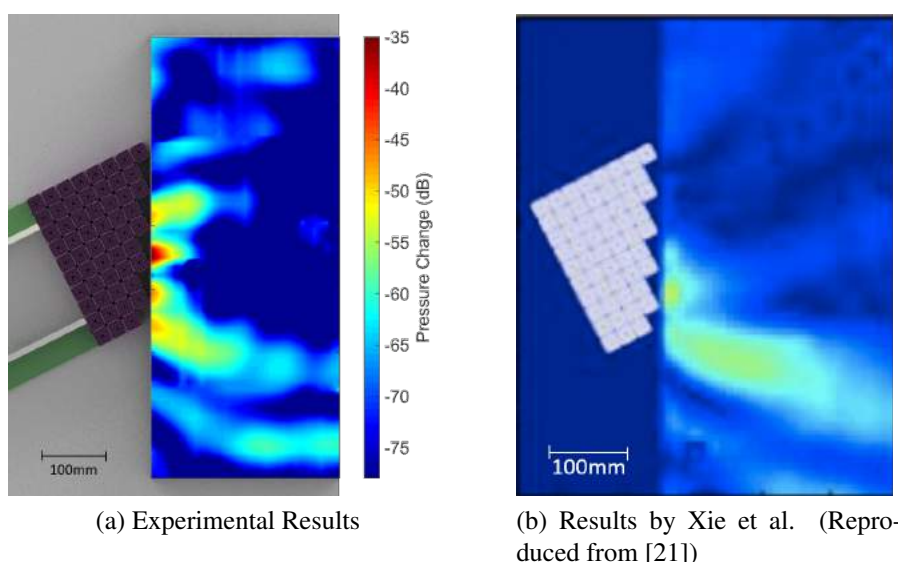 -35
-40
-45
-50
-55
-60
-65
-70
-75
Pressure Change (dB)
100mm
100mm
(a) Experimental Results
(b) Results by Xie et al. (Repro-
duced from [21])